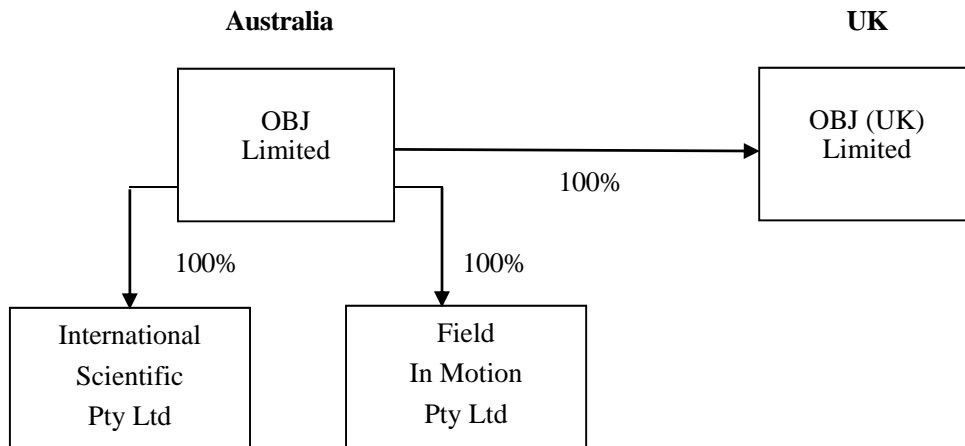 Australia
UK
OBJ
Limited
OBJ (UK)
Limited
100%
100%
100%
International
Scientific
Pty Ltd
Field
In Motion
Pty Ltd